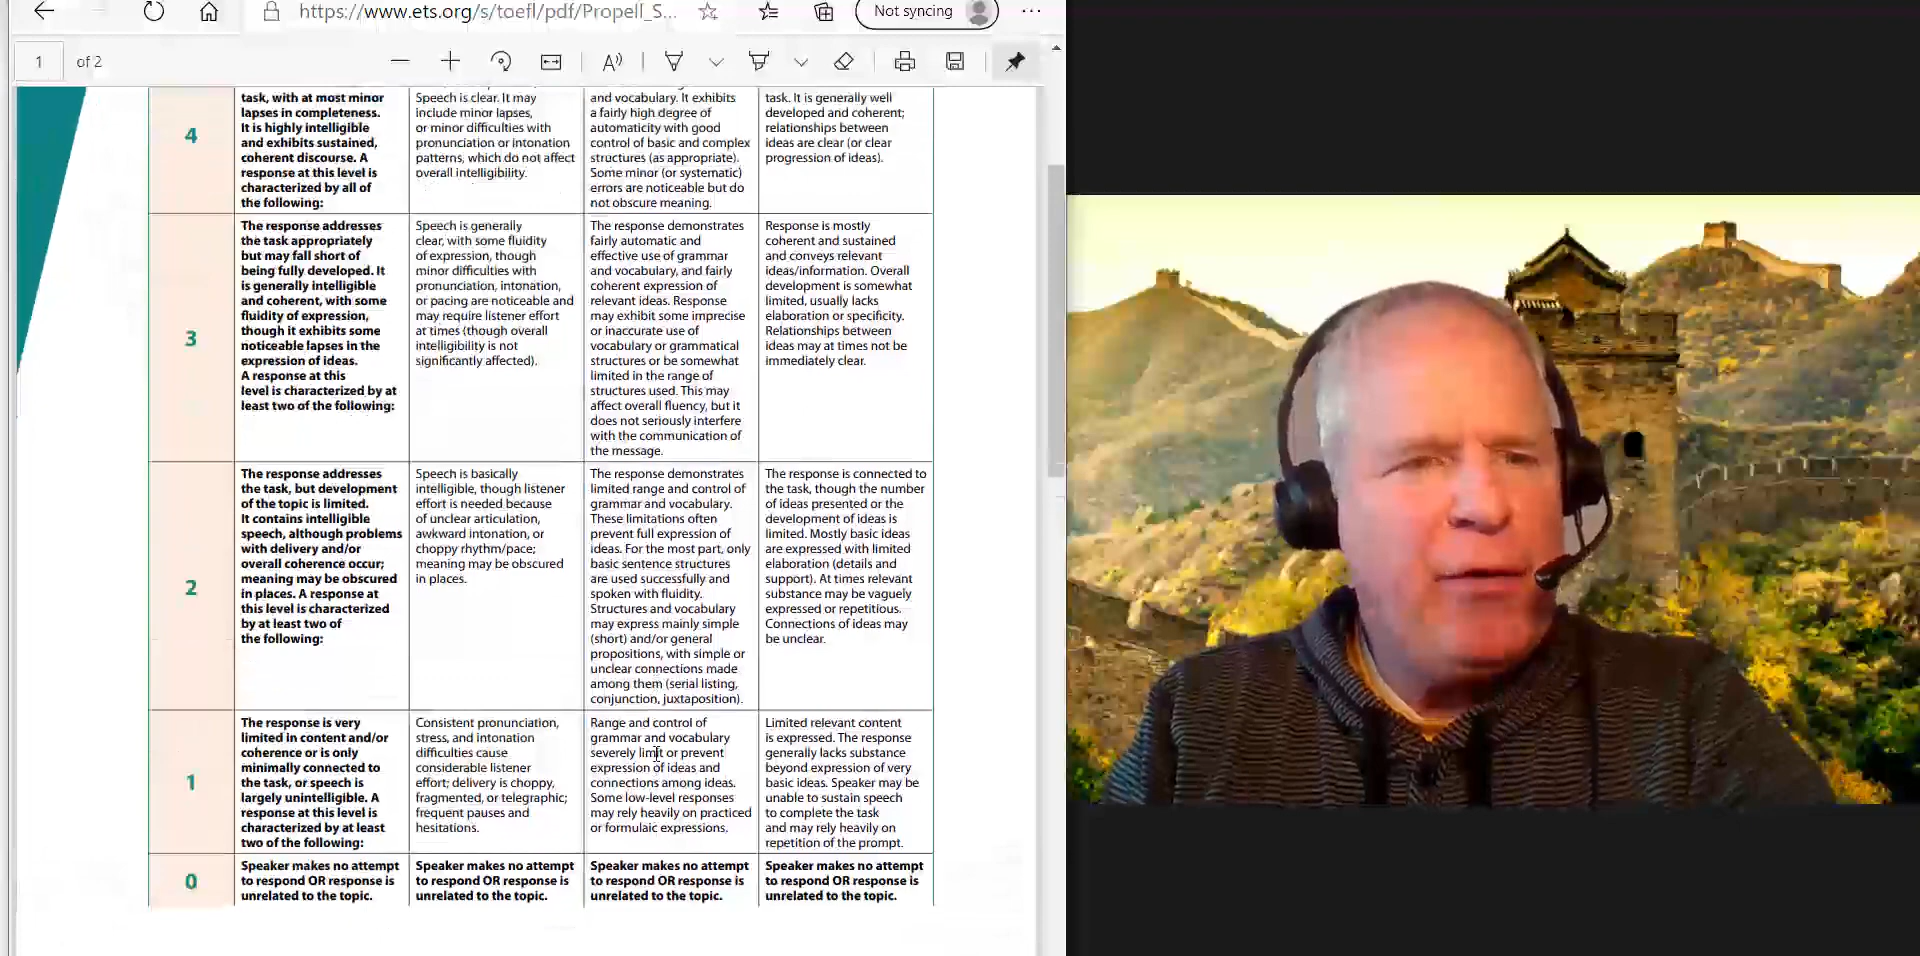 https://www.ets.org/s/toefl/pdf/Propell_S...
Not syncing
1 of 2
4
task, with at most minor
lapses in completeness.
It is highly intelligible
and exhibits sustained,
coherent discourse. A
response at this level is
characterized by all of
the following:
Speech is clear. It may
include minor lapses,
or minor difficulties with
pronunciation or intonation
patterns, which do not affect
overall intelligibility.
and vocabulary. It exhibits
a fairly high degree of
automaticity with good
control of basic and complex
structures (as appropriate).
Some minor (or systematic)
errors are noticeable but do
not obscure meaning.
task. It is generally well
developed and coherent;
relationships between
ideas are clear (or clear
progression of ideas).
3
The response addresses
the task appropriately
but may fall short of
being fully developed. It
is generally intelligible
and coherent, with some
fluidity of expression,
though it exhibits some
noticeable lapses in the
expression of ideas.
A response at this
level is characterized by at
least two of the following:
Speech is generally
clear, with some fluidity
of expression, though
minor difficulties with
pronunciation, intonation,
or pacing are noticeable and
may require listener effort
at times (though overall
intelligibility is not
significantly affected).
The response demonstrates
fairly automatic and
effective use of grammar
and vocabulary, and fairly
coherent expression of
relevant ideas. Response
may exhibit some imprecise
or inaccurate use of
vocabulary or grammatical
structures or be somewhat
limited in the range of
structures used. This may
affect overall fluency, but it
does not seriously interfere
with the communication of
the message.
Response is mostly
coherent and sustained
and conveys relevant
ideas/information. Overall
development is somewhat
limited, usually lacks
elaboration or specificity.
Relationships between
ideas may at times not be
immediately clear.
2
The response addresses
the task, but development
of the topic is limited.
It contains intelligible
speech, although problems
with delivery and/or
overall coherence occur;
meaning may be obscured
in places. A response at
this level is characterized
by at least two of
the following:
Speech is basically
intelligible, though listener
effort is needed because
of unclear articulation,
awkward intonation, or
choppy rhythm/pace;
meaning may be obscured
in places.
The response demonstrates
limited range and control of
grammar and vocabulary.
These limitations often
prevent full expression of
ideas. For the most part, only
basic sentence structures
are used successfully and
spoken with fluidity.
Structures and vocabulary
may express mainly simple
(short) and/or general
propositions, with simple or
unclear connections made
among them (serial listing,
conjunction, juxtaposition).
The response is connected to
the task, though the number
of ideas presented or the
development of ideas is
limited. Mostly basic ideas
are expressed with limited
elaboration (details and
support). At times relevant
substance may be vaguely
expressed or repetitious.
Connections of ideas may
be unclear.
1
The response is very
limited in content and/or
coherence or is only
minimally connected to
the task, or speech is
largely unintelligible. A
response at this level is
characterized by at least
two of the following:
Consistent pronunciation,
stress, and intonation
difficulties cause
considerable listener
effort; delivery is choppy,
fragmented, or telegraphic;
frequent pauses and
hesitations.
Range and control of
grammar and vocabulary
severely limit or prevent
expression of ideas and
connections among ideas.
Some low-level responses
may rely heavily on practiced
or formulaic expressions.
Limited relevant content
is expressed. The response
generally lacks substance
beyond expression of very
basic ideas. Speaker may be
unable to sustain speech
to complete the task
and may rely heavily on
repetition of the prompt.
0
Speaker makes no attempt
to respond OR response is
unrelated to the topic.
Speaker makes no attempt
to respond OR response is
unrelated to the topic.
Speaker makes no attempt
to respond OR response is
unrelated to the topic.
Speaker makes no attempt
to respond OR response is
unrelated to the topic.